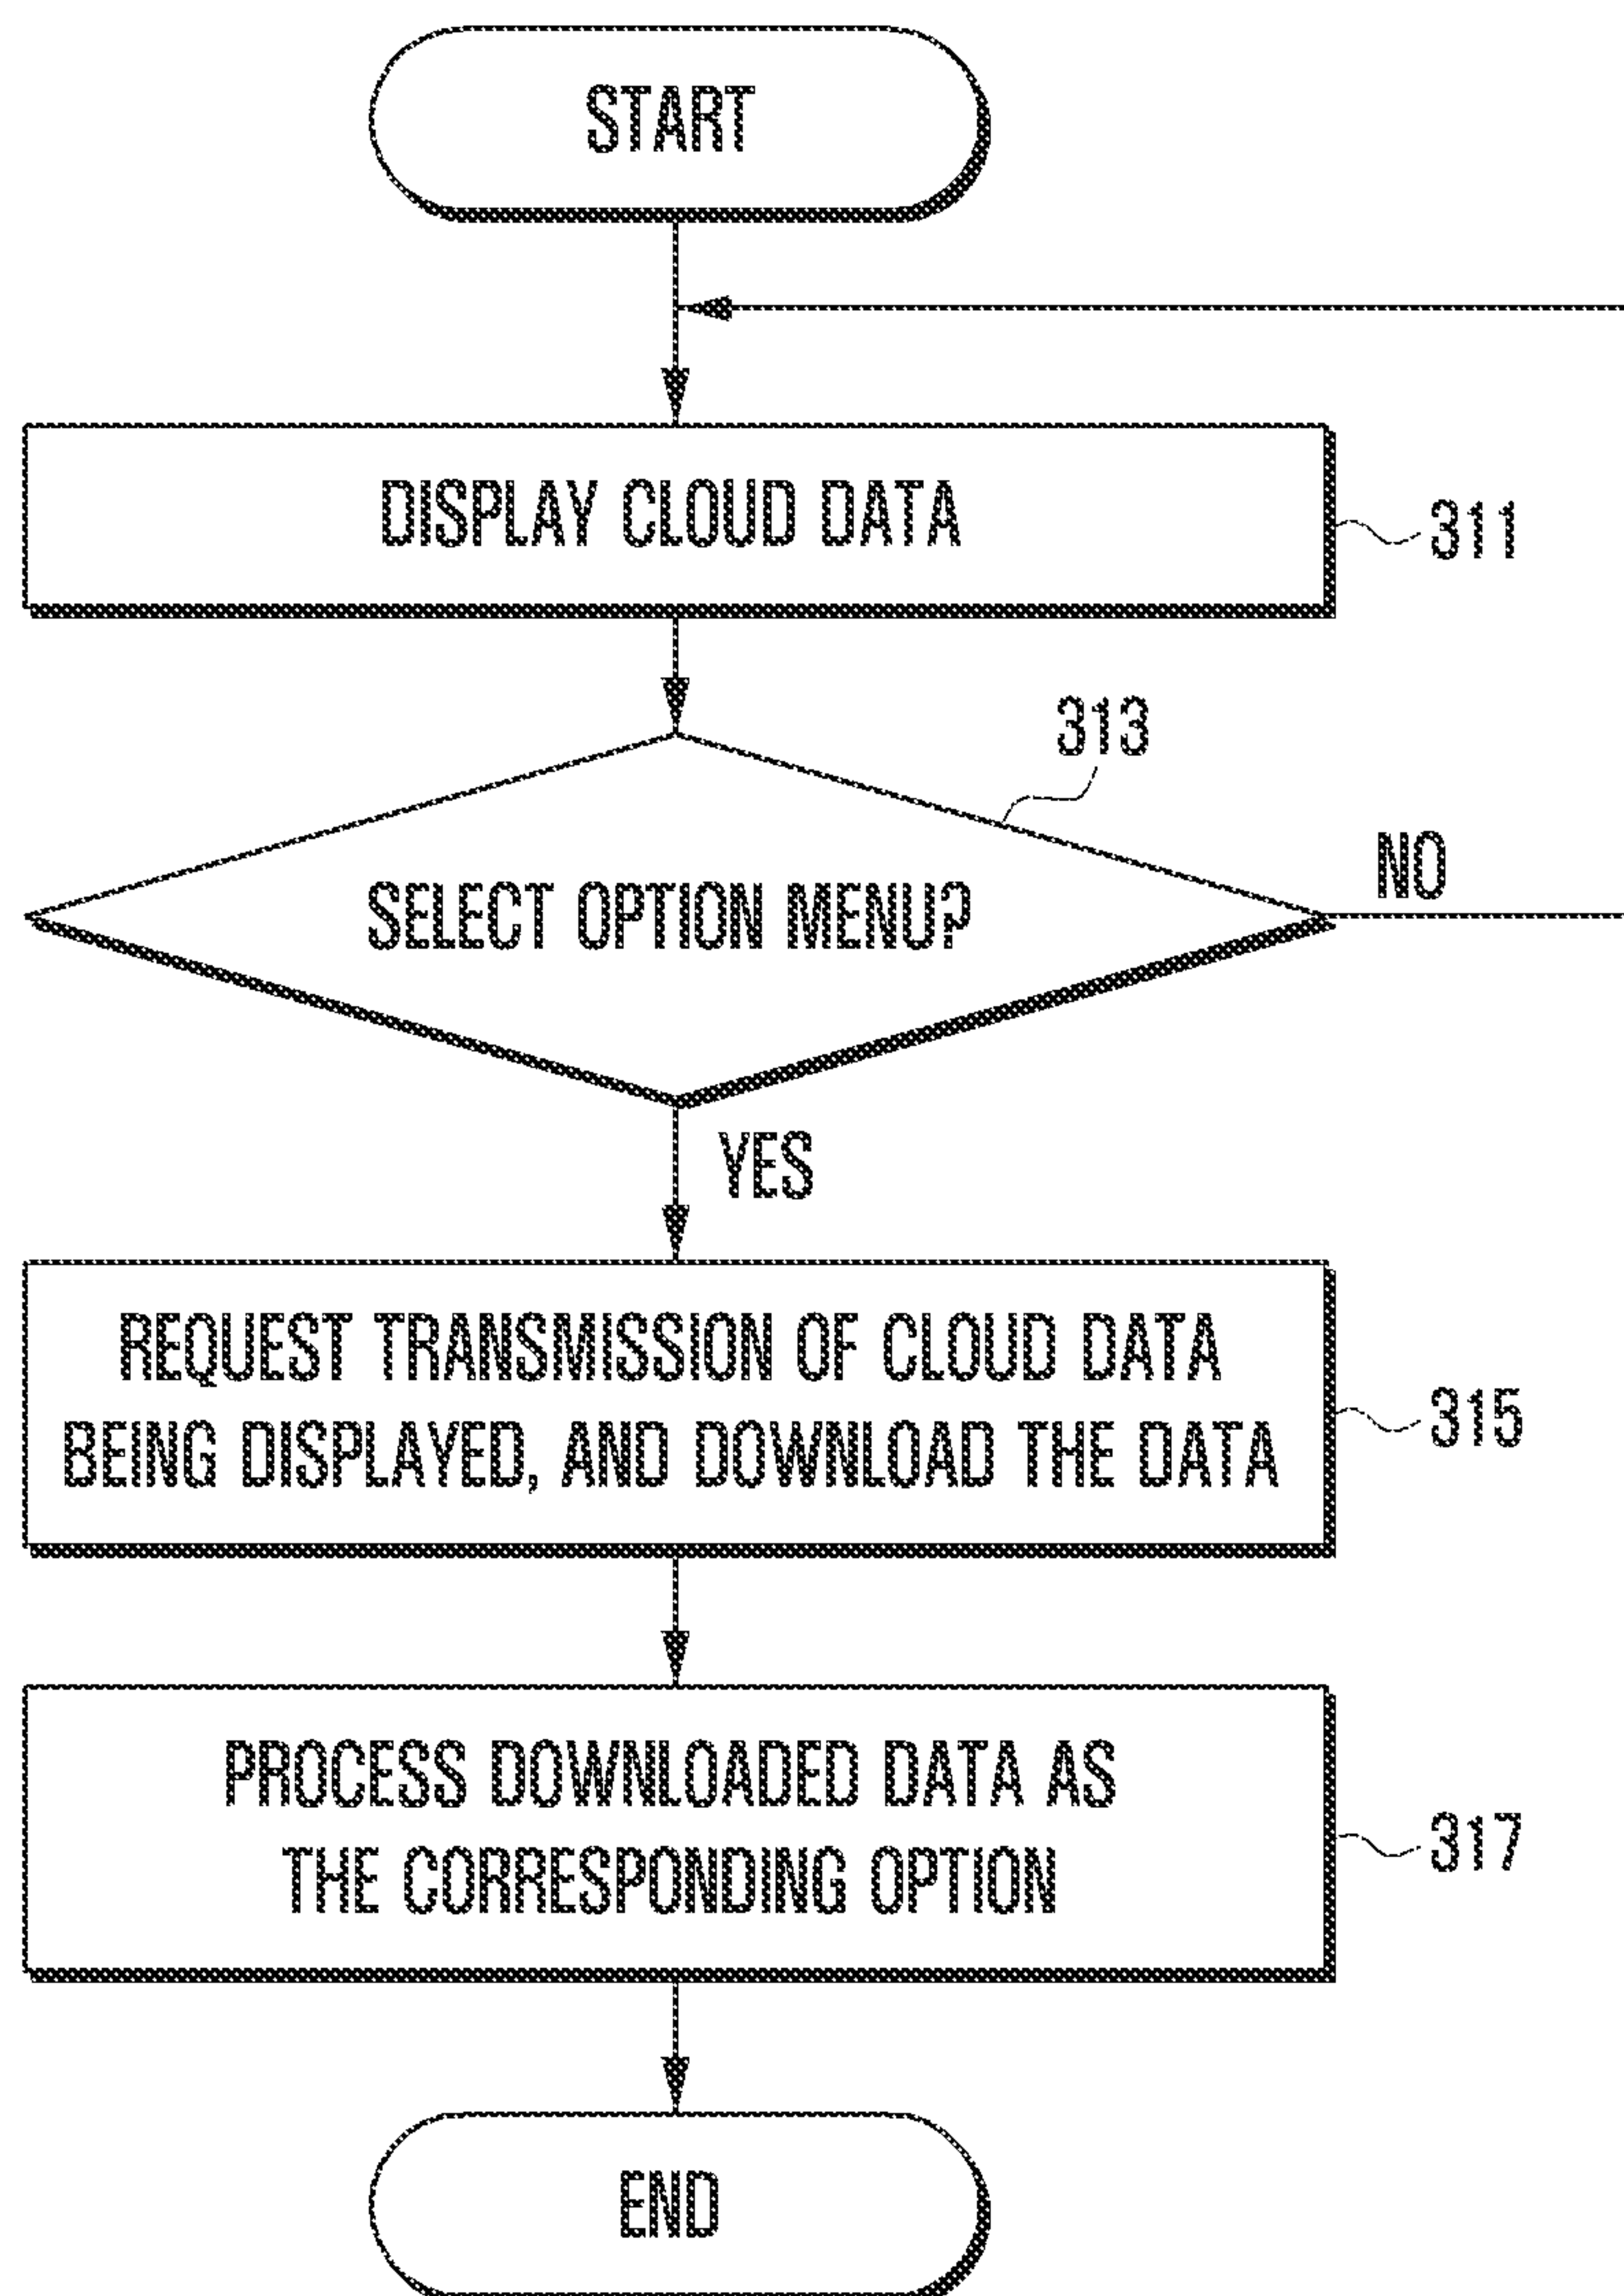 START
DISPLAY CLOUD DATA
311
313
SELECT OPTION MENU?
NO
YES
REQUEST TRANSMISSION OF CLOUD DATA
BEING DISPLAYED, AND DOWNLOAD THE DATA
315
PROCESS DOWNLOADED DATA AS
THE CORRESPONDING OPTION
317
END